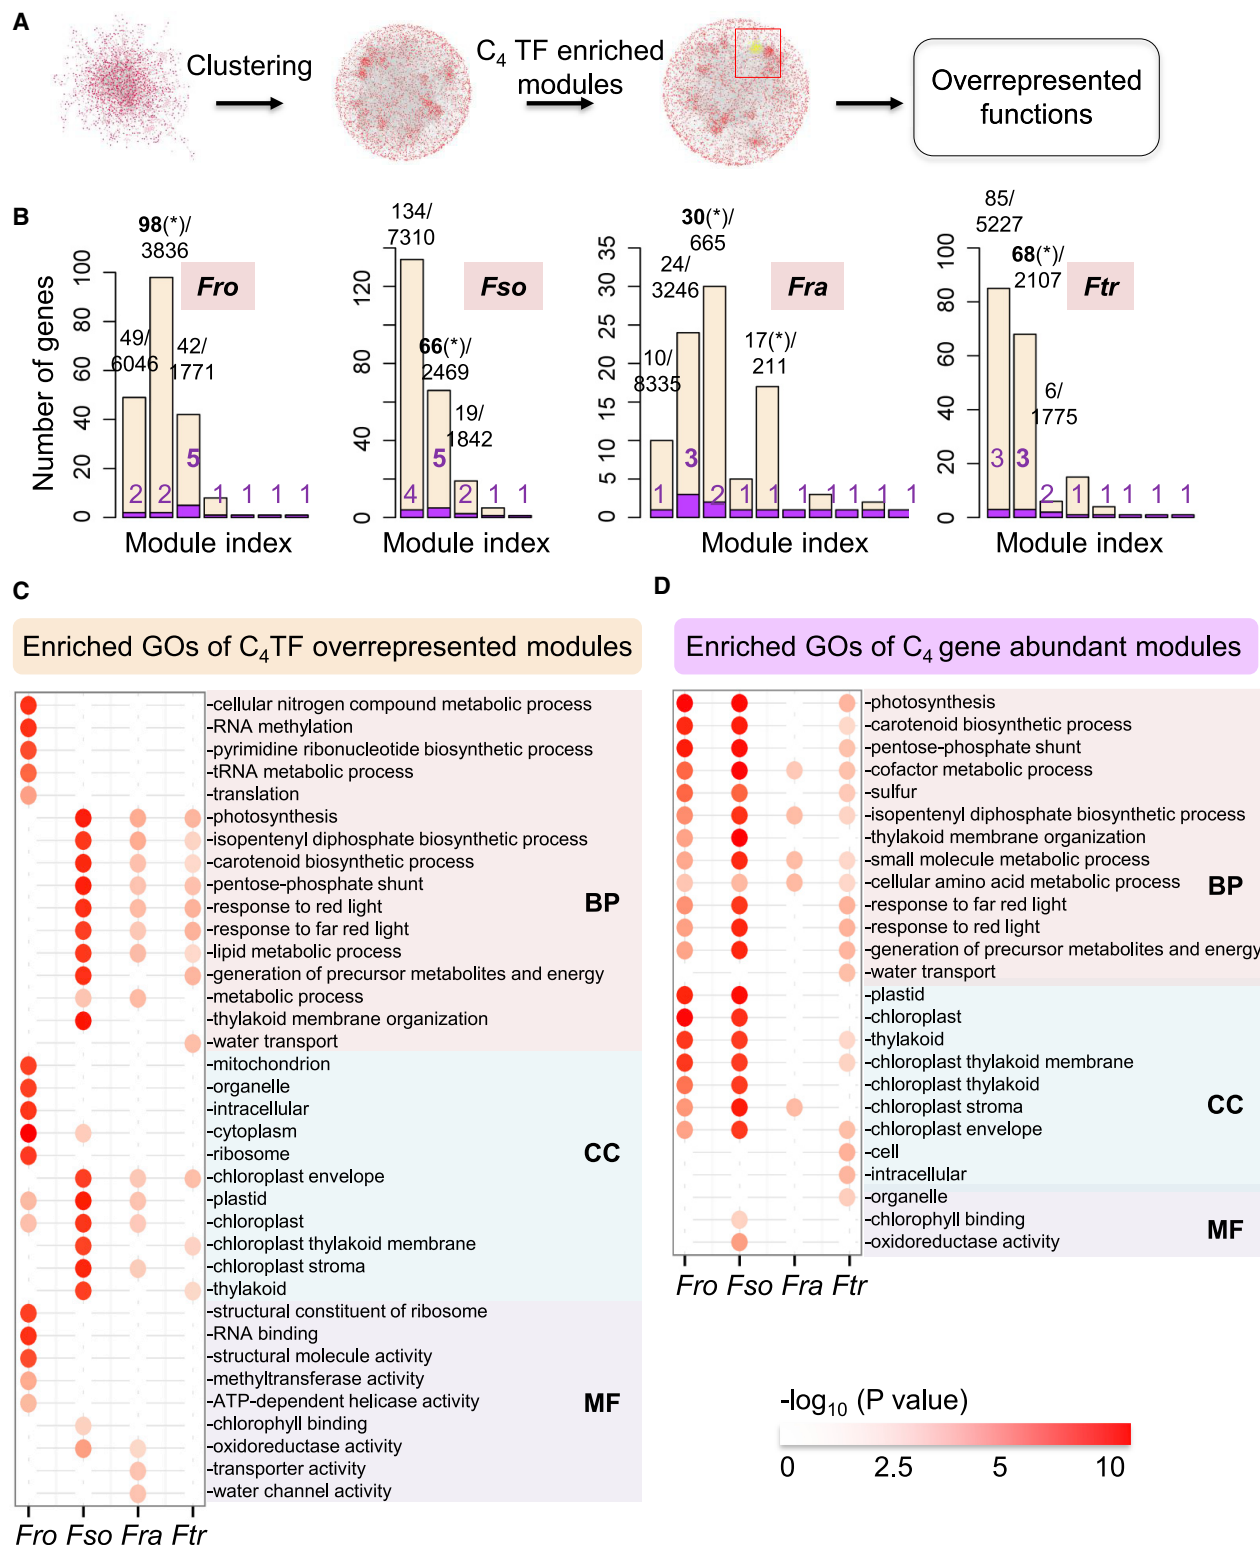 A
Clustering
C4 TF enriched
modules
Overrepresented
functions
B
Number of genes
0 20 40 60 80 100
49/
6046
98(*)/
3836
42/
1771
Fro
2 2 5 1 1 1 1
Module index
0 40 80 120
134/
7310
66(*)/
2469
19/
1842
Fso
4 5 2 1 1
Module index
0 5 10 15 20 25 30 35
10/
8335
24/
3246
30(*)/
665
17(*)/
211
Fra
1 3 2 1 1 1 1 1 1 1
Module index
0 20 40 60 80 100
85/
5227
68(*)/
2107
6/
1775
Ftr
3 3 2 1 1 1 1 1
Module index
C
Enriched GOs of C4TF overrepresented modules
-cellular nitrogen compound metabolic process
-RNA methylation
-pyrimidine ribonucleotide biosynthetic process
-tRNA metabolic process
-translation
-photosynthesis
-isopentenyl diphosphate biosynthetic process
-carotenoid biosynthetic process
-pentose-phosphate shunt
-response to red light
BP
-response to far red light
-lipid metabolic process
-generation of precursor metabolites and energy
-metabolic process
-thylakoid membrane organization
-water transport
-mitochondrion
-organelle
-intracellular
-cytoplasm
-ribosome
CC
-chloroplast envelope
-plastid
-chloroplast
-chloroplast thylakoid membrane
-chloroplast stroma
-thylakoid
-structural constituent of ribosome
-RNA binding
-structural molecule activity
-methyltransferase activity
-ATP-dependent helicase activity
MF
-chlorophyll binding
-oxidoreductase activity
-transporter activity
-water channel activity
Fro Fso Fra Ftr
D
Enriched GOs of C4 gene abundant modules
-photosynthesis
-carotenoid biosynthetic process
-pentose-phosphate shunt
-cofactor metabolic process
-sulfur
-isopentenyl diphosphate biosynthetic process
-thylakoid membrane organization
-small molecule metabolic process
-cellular amino acid metabolic process
BP
-response to far red light
-response to red light
-generation of precursor metabolites and energy
-water transport
-plastid
-chloroplast
-thylakoid
-chloroplast thylakoid membrane
-chloroplast thylakoid
-chloroplast stroma
CC
-chloroplast envelope
-cell
-intracellular
-organelle
-chlorophyll binding
MF
-oxidoreductase activity
Fro Fso Fra Ftr
-log10 (P value)
0 2.5 5 10